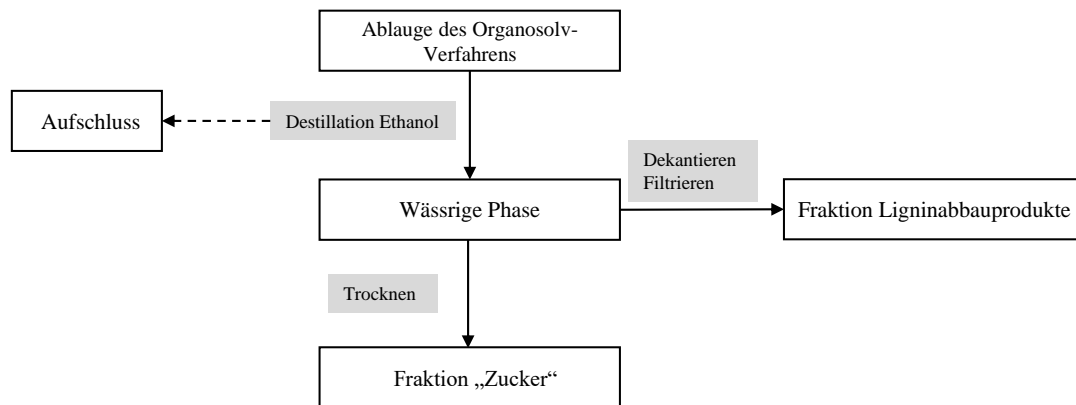 Ablauge des Organosolv-
Verfahrens
Aufschluss
Destillation Ethanol
Dekantieren
Filtrieren
Wässrige Phase
Fraktion Ligninabbauprodukte
Trocknen
Fraktion „Zucker“